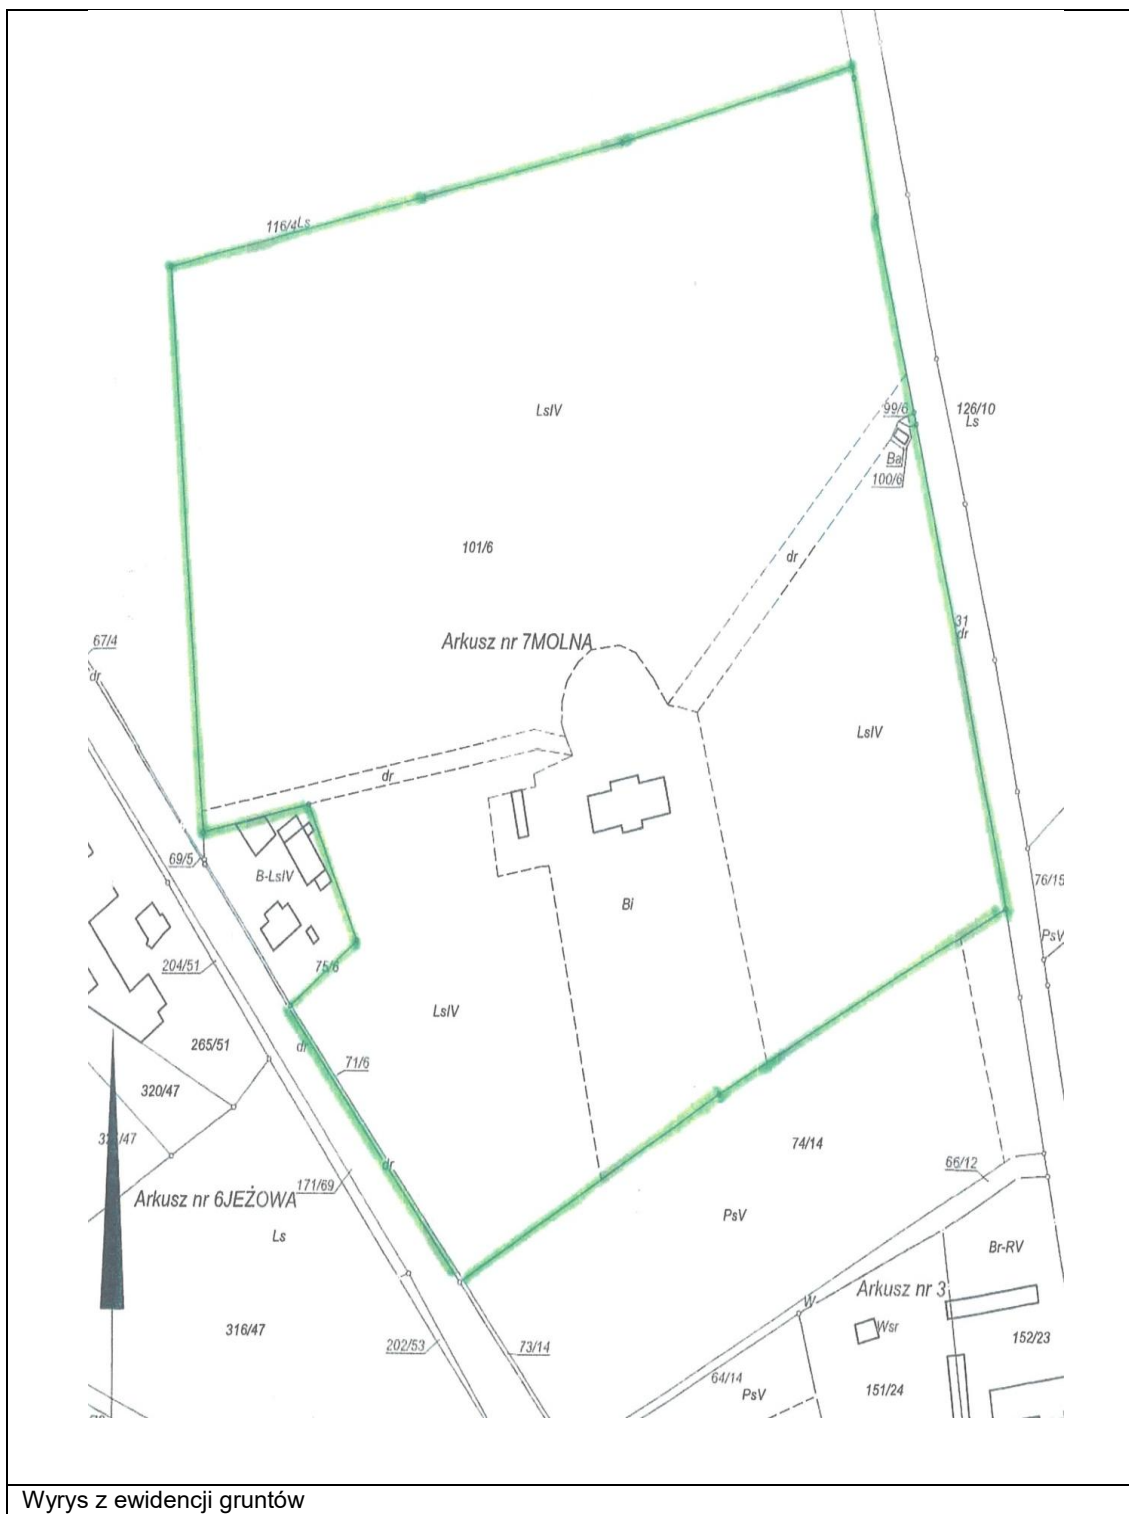 116/4
Ls
LsIV
99/6
126/10
Ls
Ba
100/6
101/6
dr
31
dr
67/4
Arkusz nr 7MOLNA
dr
LsIV
dr
69/5
B-LsIV
76/15
Bi
PsV
204/51
75/6
LsIV
265/51
dr
71/6
320/47
/47
74/14
dr
66/12
171/69
Arkusz nr 6JEŻOWA
PsV
Ls
Br-RV
Arkusz nr 3
W
Wsr
316/47
202/53
73/14
152/23
64/14
PsV
151/24
Wyrys z ewidencji gruntów